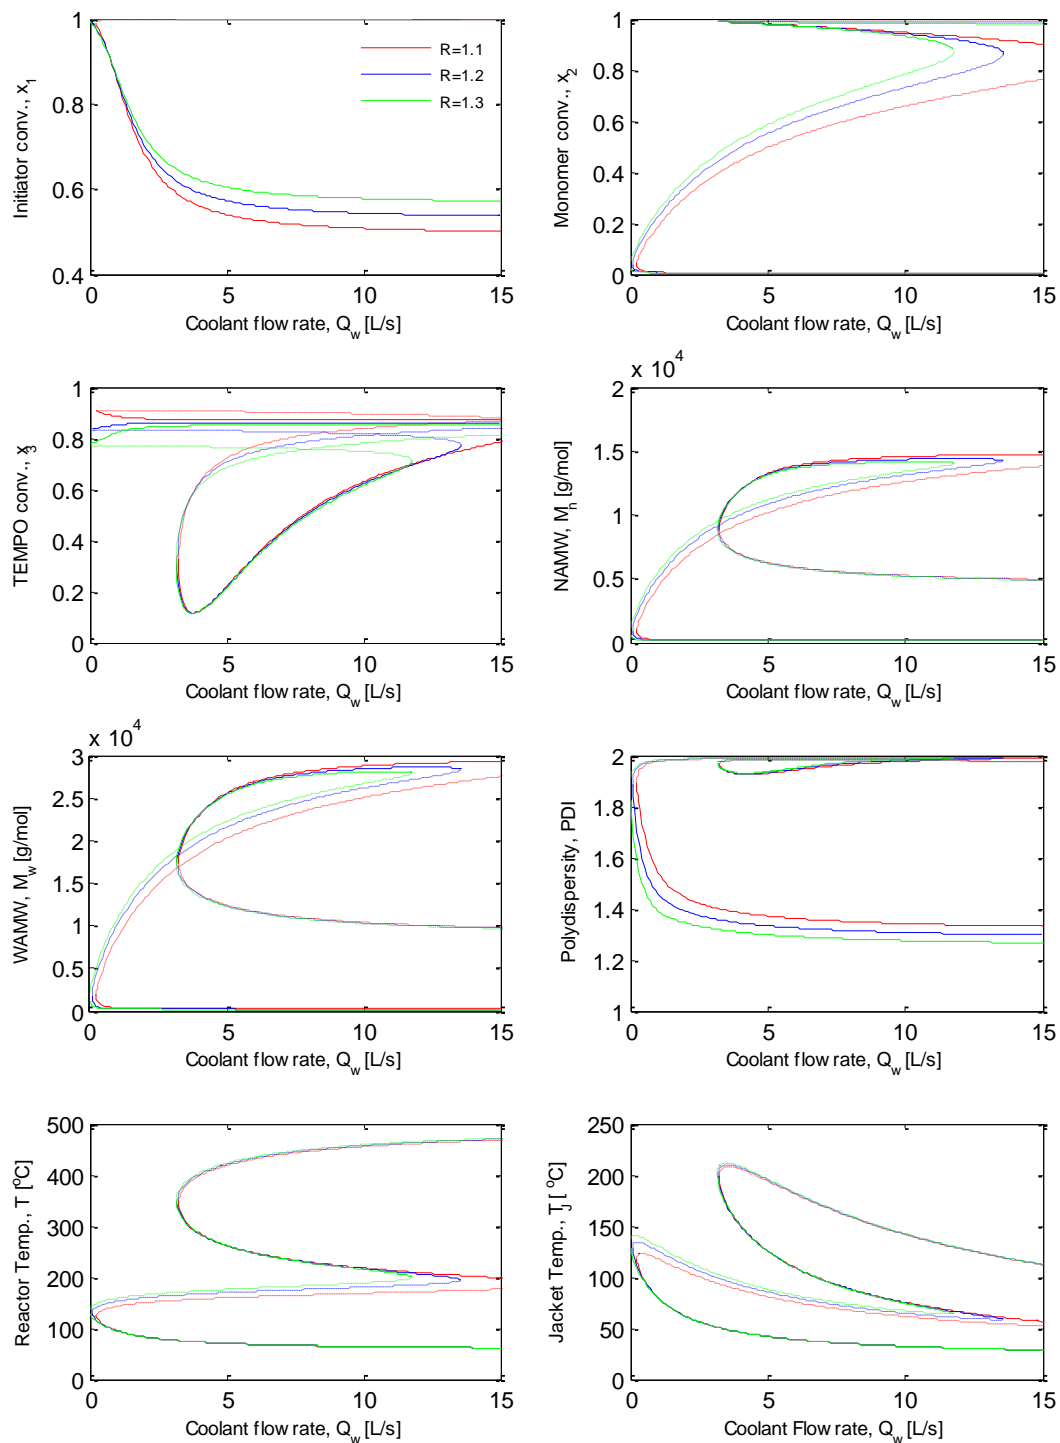 1
0.8
0.6
0.4
0 5 10 15
Initiator conv., x1
Coolant flow rate, Qw [L/s]
R=1.1
R=1.2
R=1.3
1
0.8
0.6
0.4
0.2
0
0 5 10 15
Monomer conv., x2
Coolant flow rate, Qw [L/s]
1
0.8
0.6
0.4
0.2
0
0 5 10 15
TEMPO conv., x3
Coolant flow rate, Qw [L/s]
x 10^4
2
1.5
1
0.5
0
0 5 10 15
NAMW, Mn [g/mol]
Coolant flow rate, Qw [L/s]
x 10^4
3
2.5
2
1.5
1
0.5
0
0 5 10 15
WAMW, Mw [g/mol]
Coolant flow rate, Qw [L/s]
2
1.8
1.6
1.4
1.2
1
0 5 10 15
Polydispersity, PDI
Coolant flow rate, Qw [L/s]
500
400
300
200
100
0
0 5 10 15
Reactor Temp., T [°C]
Coolant flow rate, Qw [L/s]
250
200
150
100
50
0
0 5 10 15
Jacket Temp., TJ [°C]
Coolant Flow rate, Qw [L/s]